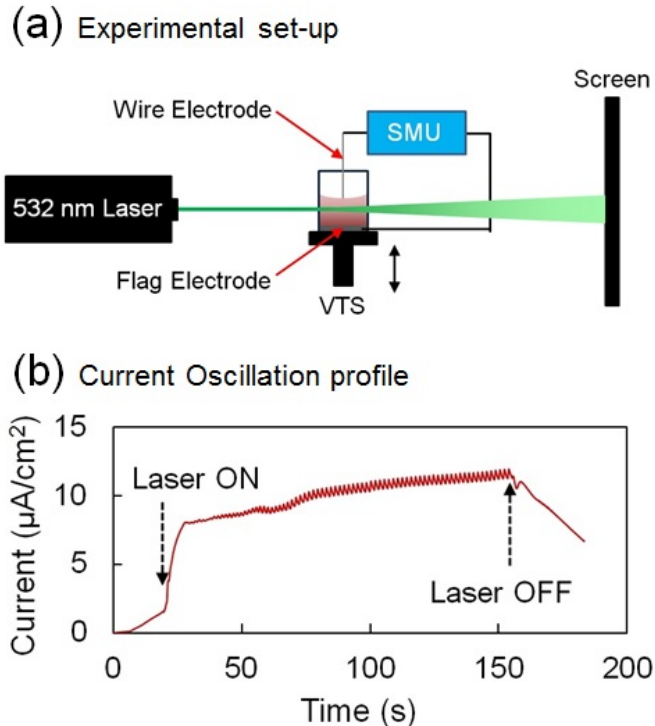 (a) Experimental set-up
Screen
Wire Electrode
SMU
532 nm Laser
Flag Electrode
VTS
(b) Current Oscillation profile
Current (µA/cm²)
15
10
5
0
Laser ON
Laser OFF
0 50 100 150 200
Time (s)